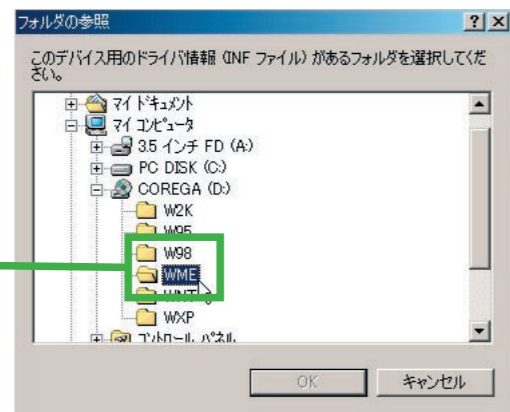 フォルダの参照
このデバイス用のドライバ情報 (INF ファイル) があるフォルダを選択してくだ
さい。
マイ ドキュメント
マイ コンピュータ
3.5 インチ FD (A:)
PC DISK (C:)
COREGA (D:)
W2K
W95
W98
WME
WNT
WXP
コントロール パネル
OK
キャンセル